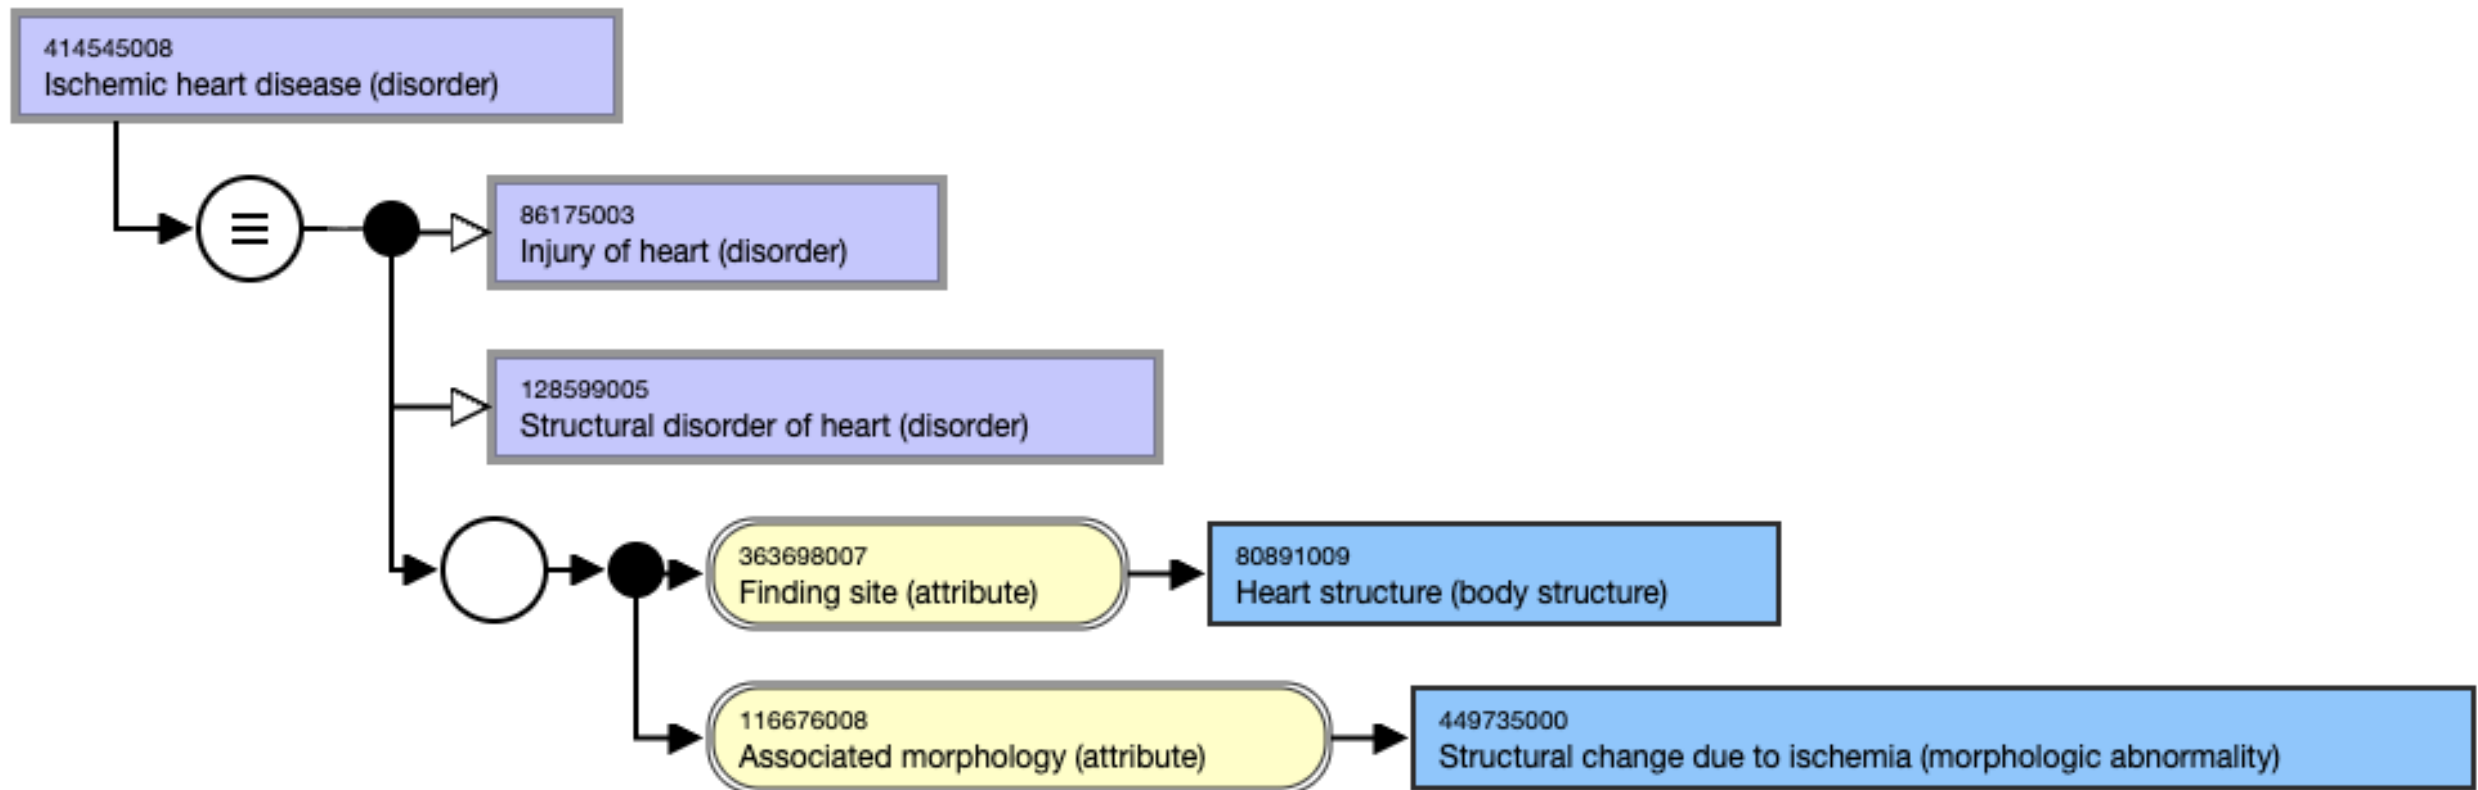 414545008
Ischemic heart disease (disorder)
86175003
Injury of heart (disorder)
128599005
Structural disorder of heart (disorder)
363698007
Finding site (attribute)
80891009
Heart structure (body structure)
116676008
Associated morphology (attribute)
449735000
Structural change due to ischemia (morphologic abnormality)